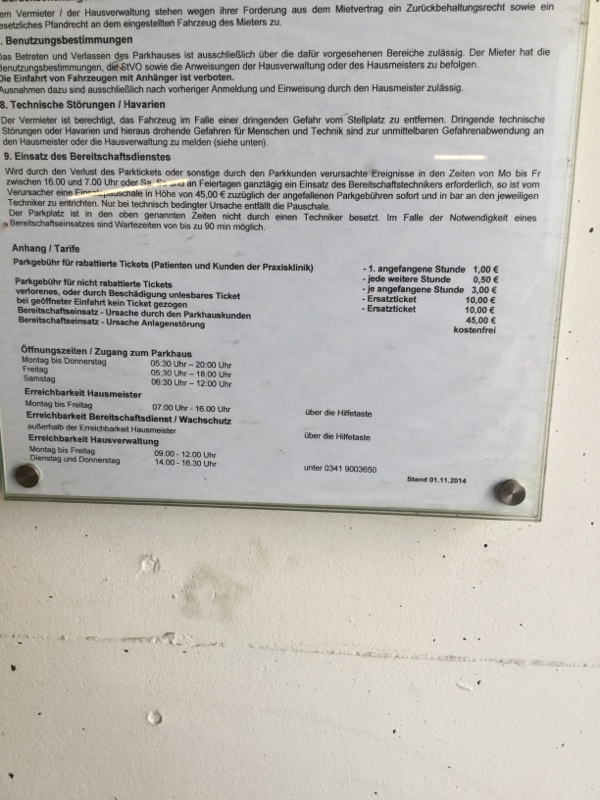 em Vermieter / der Hausverwaltung stehen wegen ihrer Forderung aus dem Mietvertrag ein Zurückbehaltungsrecht sowie ein
esetzliches Pfandrecht an dem eingestellten Fahrzeug des Mieters zu.
. Benutzungsbestimmungen
Das Betreten und Verlassen des Parkhauses ist ausschließlich über die dafür vorgesehenen Bereiche zulässig. Der Mieter hat die
Benutzungsbestimmungen, die StVO sowie die Anweisungen der Hausverwaltung oder des Hausmeisters zu befolgen.
Die Einfahrt von Fahrzeugen mit Anhänger ist verboten.
Ausnahmen dazu sind ausschließlich nach vorheriger Anmeldung und Einweisung durch den Hausmeister zulässig.
8. Technische Störungen / Havarien
Der Vermieter ist berechtigt, das Fahrzeug im Falle einer dringenden Gefahr vom Stellplatz zu entfernen. Dringende technische
Störungen oder Havarien und hieraus drohende Gefahren für Menschen und Technik sind zur unmittelbaren Gefahrenabwendung an
den Hausmeister oder die Hausverwaltung zu melden (siehe unten).
9. Einsatz des Bereitschaftsdienstes
Wird durch den Verlust des Parktickets oder sonstige durch den Parkkunden verursachte Ereignisse in den Zeiten von Mo bis Fr
zwischen 16.00 und 7.00 Uhr oder Sa, So und an Feiertagen ganztägig ein Einsatz des Bereitschaftstechnikers erforderlich, so ist vom
Verursacher eine Einsatzpauschale in Höhe von 45,00 € zuzüglich der angefallenen Parkgebühren sofort und in bar an den jeweiligen
Techniker zu entrichten. Nur bei technisch bedingter Ursache entfällt die Pauschale.
Der Parkplatz ist in den oben genannten Zeiten nicht durch einen Techniker besetzt. Im Falle der Notwendigkeit eines
Bereitschaftseinsatzes sind Wartezeiten von bis zu 90 min möglich.
Anhang / Tarife
Parkgebühr für rabattierte Tickets (Patienten und Kunden der Praxisklinik) - 1. angefangene Stunde 1,00 €
- jede weitere Stunde 0,50 €
Parkgebühr für nicht rabattierte Tickets - je angefangene Stunde 3,00 €
verlorenes, oder durch Beschädigung unlesbares Ticket - Ersatzticket 10,00 €
bei geöffneter Einfahrt kein Ticket gezogen - Ersatzticket 10,00 €
Bereitschaftseinsatz - Ursache durch den Parkhauskunden 45,00 €
Bereitschaftseinsatz - Ursache Anlagenstörung kostenfrei
Öffnungszeiten / Zugang zum Parkhaus
Montag bis Donnerstag 05:30 Uhr – 20:00 Uhr
Freitag 05:30 Uhr – 18:00 Uhr
Samstag 06:30 Uhr – 12:00 Uhr
Erreichbarkeit Hausmeister
Montag bis Freitag 07.00 Uhr - 16.00 Uhr über die Hilfetaste
Erreichbarkeit Bereitschaftsdienst / Wachschutz
außerhalb der Erreichbarkeit Hausmeister über die Hilfetaste
Erreichbarkeit Hausverwaltung
Montag bis Freitag 09.00 - 12.00 Uhr
Dienstag und Donnerstag 14.00 - 16.30 Uhr unter 0341 9003650
Stand 01.11.2014